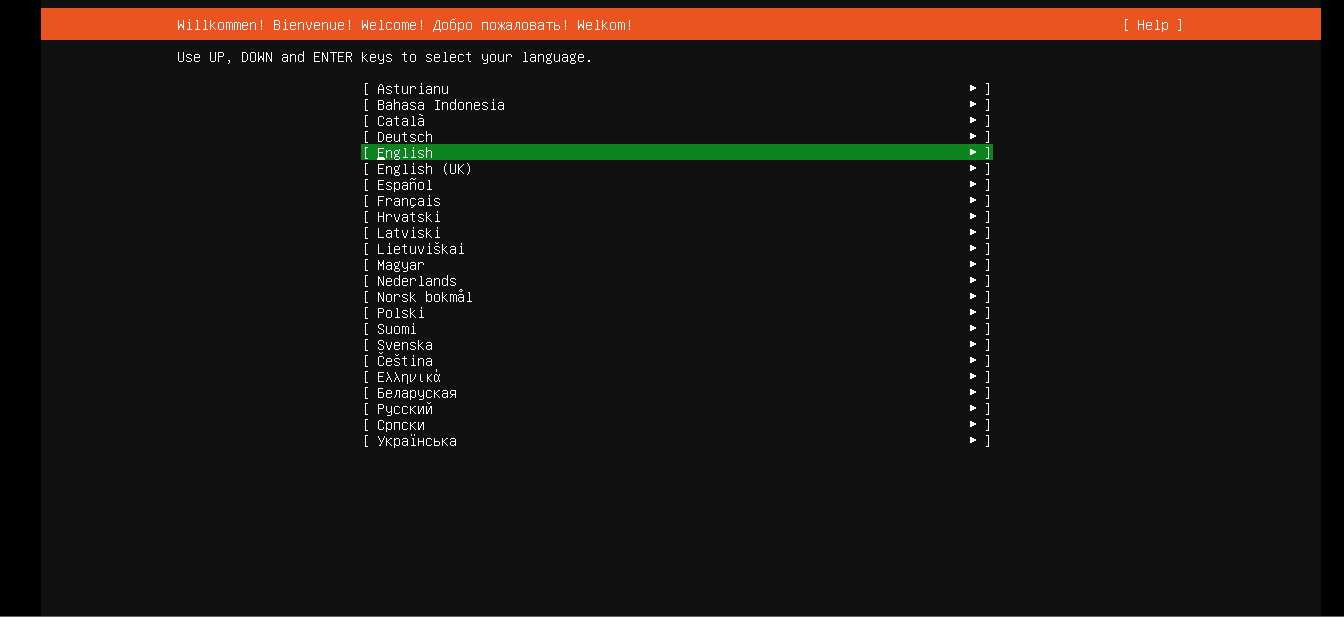 Willkommen! Bienvenue! Welcome! Добро пожаловать! Welkom! [ Help ]
Use UP, DOWN and ENTER keys to select your language.
[ Asturianu ► ]
[ Bahasa Indonesia ► ]
[ Català ► ]
[ Deutsch ► ]
[ English ► ]
[ English (UK) ► ]
[ Español ► ]
[ Français ► ]
[ Hrvatski ► ]
[ Latviski ► ]
[ Lietuviškai ► ]
[ Magyar ► ]
[ Nederlands ► ]
[ Norsk bokmål ► ]
[ Polski ► ]
[ Suomi ► ]
[ Svenska ► ]
[ Čeština ► ]
[ Ελληνικά ► ]
[ Беларуская ► ]
[ Русский ► ]
[ Српски ► ]
[ Українська ► ]